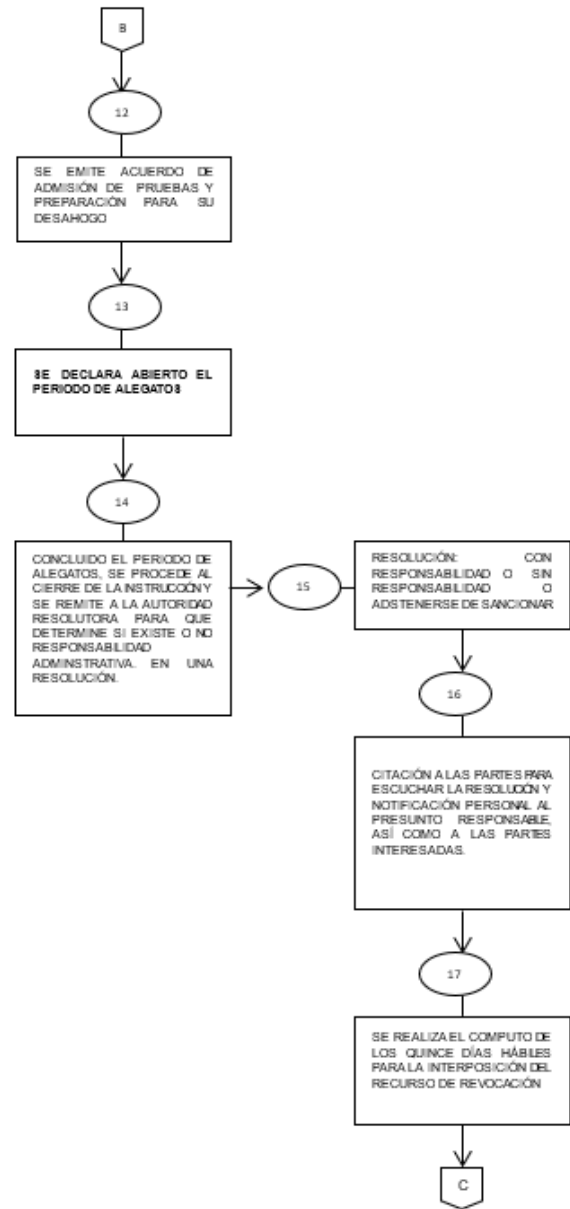 B
12
SE EMITE ACUERDO DE
ADMISIÓN DE PRUEBAS Y
PREPARACIÓN PARA SU
DESAHOGO
13
SE DECLARA ABIERTO EL
PERIODO DE ALEGATOS
14
CONCLUIDO EL PERIODO DE
ALEGATOS, SE PROCEDE AL
CIERRE DE LA INSTRUCCIÓN Y
SE REMITE A LA AUTORIDAD
RESOLUTORA PARA QUE
DETERMINE SI EXISTE O NO
RESPONSABILIDAD
ADMINSTRATIVA. EN UNA
RESOLUCIÓN.
15
RESOLUCIÓN: CON
RESPONSABILIDAD O SIN
RESPONSABILIDAD O
ADSTENERSE DE SANCIONAR
16
CITACIÓN A LAS PARTES PARA
ESCUCHAR LA RESOLUCIÓN Y
NOTIFICACIÓN PERSONAL AL
PRESUNTO RESPONSABLE,
ASÍ COMO A LAS PARTES
INTERESADAS.
17
SE REALIZA EL COMPUTO DE
LOS QUINCE DÍAS HÁBILES
PARA LA INTERPOSICIÓN DEL
RECURSO DE REVOCACIÓN
C